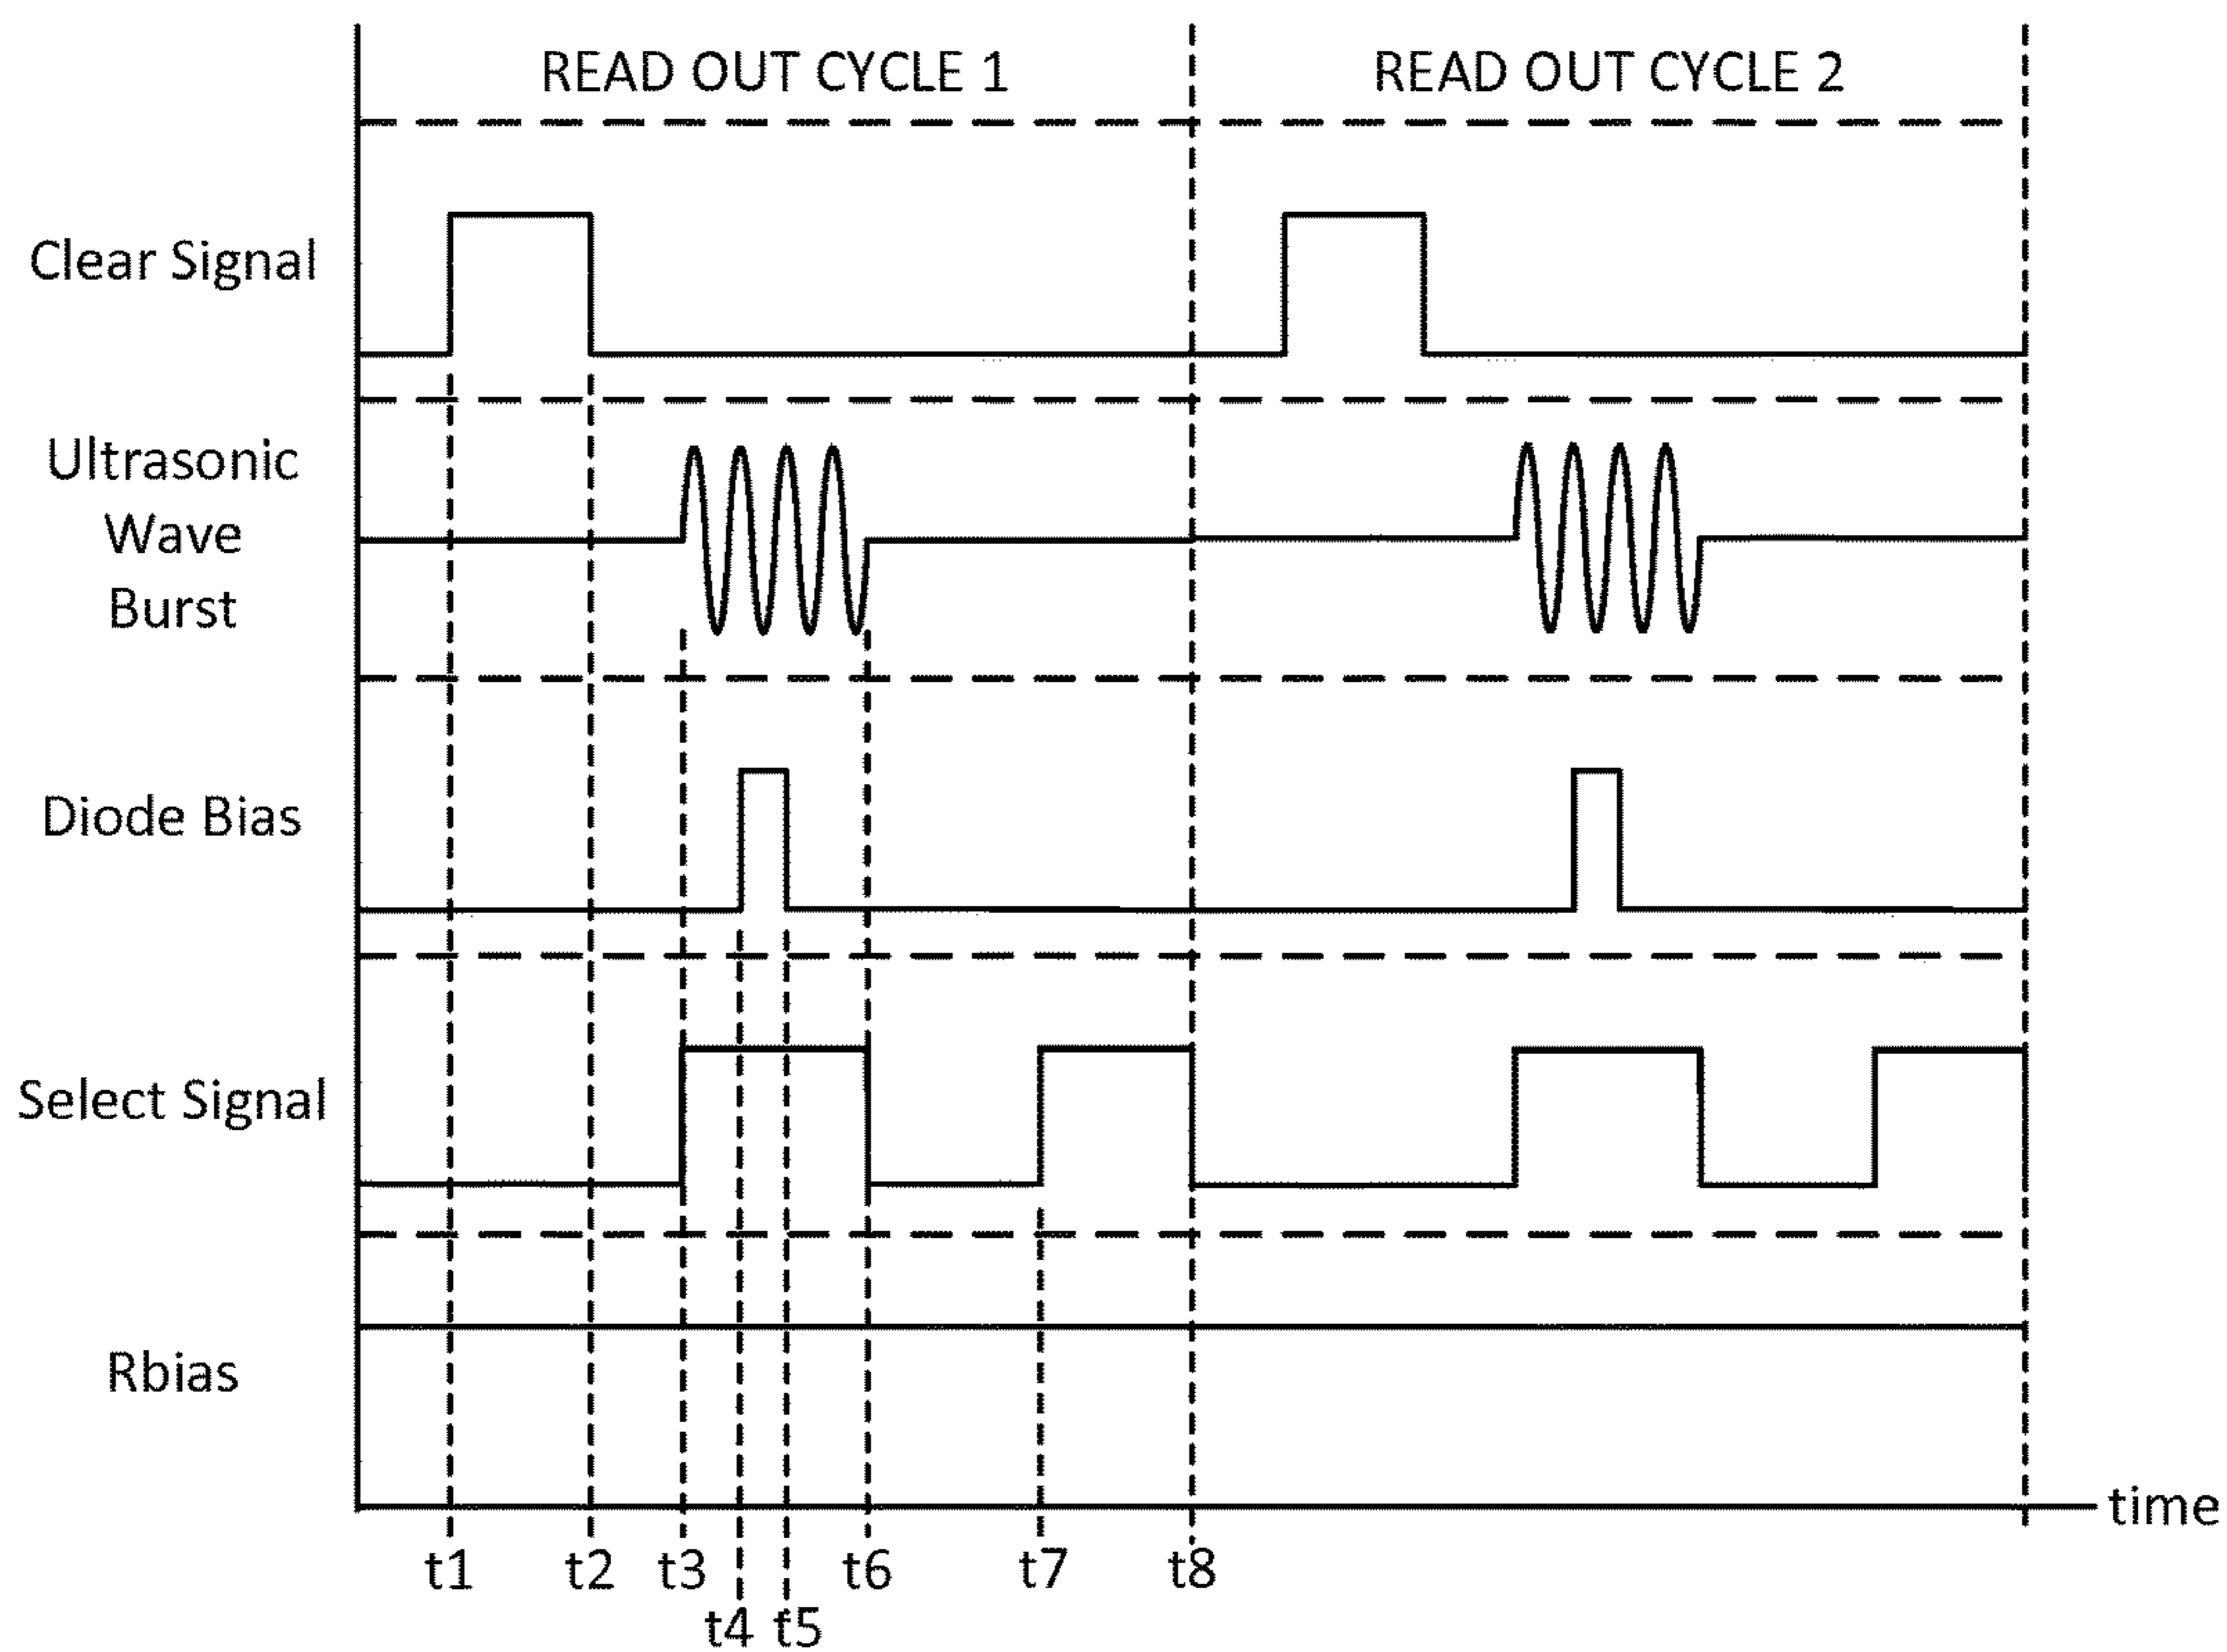 READ OUT CYCLE 1
READ OUT CYCLE 2
Clear Signal
Ultrasonic
Wave
Burst
Diode Bias
Select Signal
Rbias
time
t1
t2
t3
t6
t7
t8
t4
t5